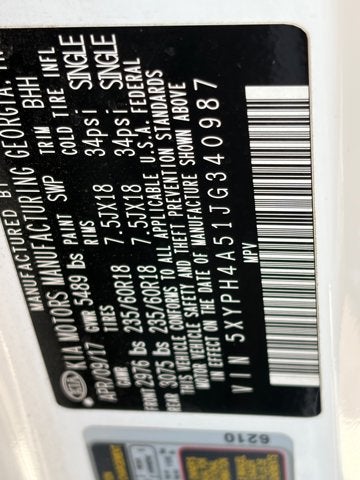 MANUFACTURED BY
KIA MOTORS MANUFACTURING GEORGIA,
APR/09/17 GVWR 5489 lbs PAINT SWP TRIM BHH
GAWR TIRES RIMS COLD TIRE INFL
FRONT 2976 lbs 235/60R18 7.5JX18 34psi SINGLE
REAR 3075 lbs 235/60R18 7.5JX18 34psi SINGLE
THIS VEHICLE CONFORMS TO ALL APPLICABLE U.S.A. FEDERAL
MOTOR VEHICLE SAFETY AND THEFT PREVENTION STANDARDS
IN EFFECT ON THE DATE OF MANUFACTURE SHOWN ABOVE
VIN 5XYPH4A51JG340987
MPV
6210